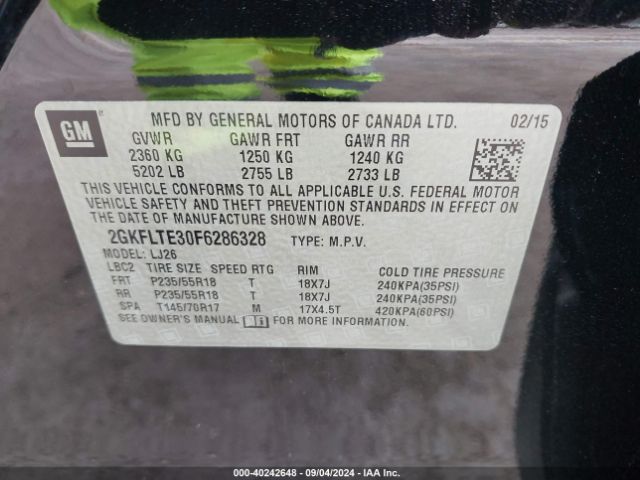 GM
MFD BY GENERAL MOTORS OF CANADA LTD. 02/15
GVWR GAWR FRT GAWR RR
2360 KG 1250 KG 1240 KG
5202 LB 2755 LB 2733 LB
THIS VEHICLE CONFORMS TO ALL APPLICABLE U.S. FEDERAL MOTOR
VEHICLE SAFETY AND THEFT PREVENTION STANDARDS IN EFFECT ON
THE DATE OF MANUFACTURE SHOWN ABOVE.
2GKFLTE30F6286328 TYPE: M.P.V.
MODEL: LJ26
LBC2 TIRE SIZE SPEED RTG RIM COLD TIRE PRESSURE
FRT P235/55R18 T 18X7J 240KPA(35PSI)
RR P235/55R18 T 18X7J 240KPA(35PSI)
SPA T145/70R17 M 17X4.5T 420KPA(60PSI)
SEE OWNER'S MANUAL FOR MORE INFORMATION.
000-40242648 - 09/04/2024 - IAA Inc.